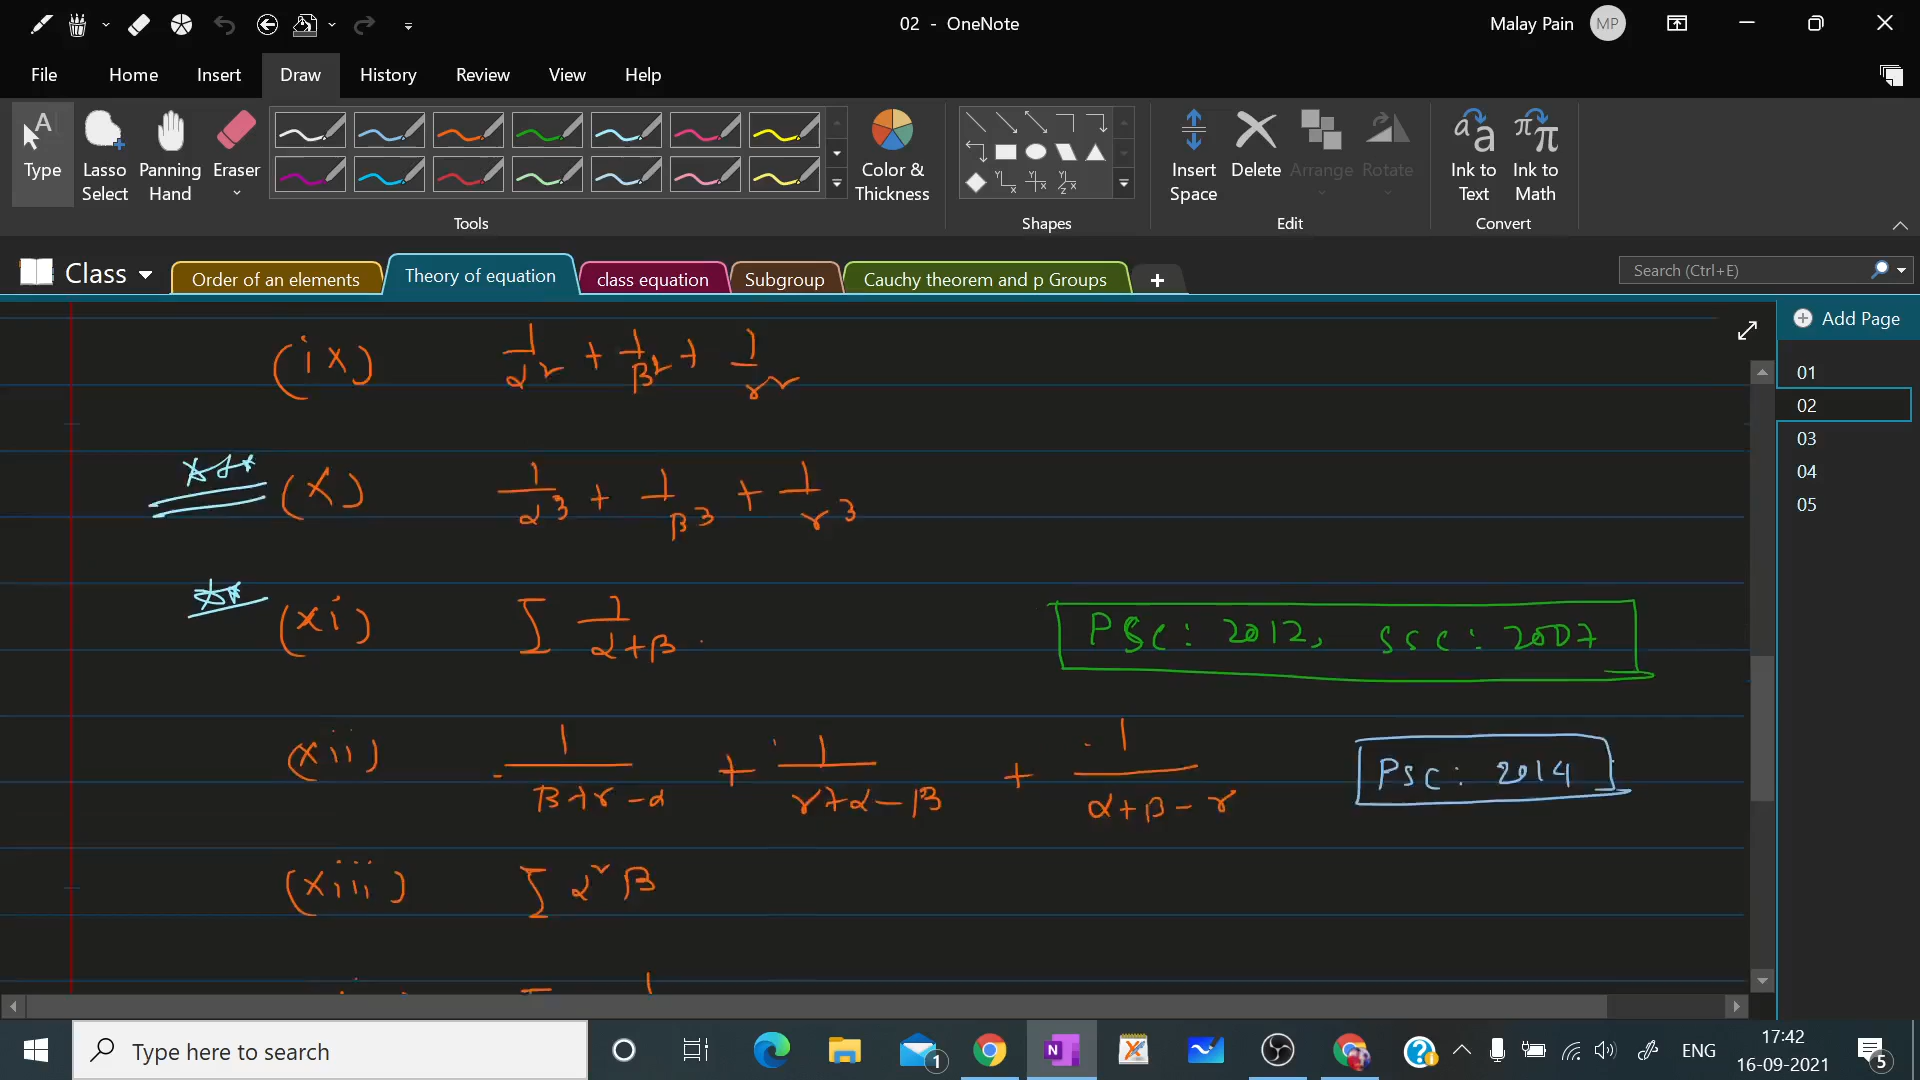 02 - OneNote
Malay Pain MP
File Home Insert Draw History Review View Help
Type
Lasso Select
Panning Hand
Eraser
Color & Thickness
Insert Space
Delete
Arrange
Rotate
Ink to Text
Ink to Math
Tools
Shapes
Edit
Convert
Class
Order of an elements
Theory of equation
class equation
Subgroup
Cauchy theorem and p Groups
Search (Ctrl+E)
Add Page
01
02
03
04
05
(ix) 1/α² + 1/β² + 1/γ²
(x) 1/α³ + 1/β³ + 1/γ³
(xi) Σ 1/α+β PSC: 2012, SSC: 2007
(xii) 1/β+γ-α + 1/γ+α-β + 1/α+β-γ PSC: 2014
(xiii) Σ α²β
Type here to search
1
ENG
17:42
16-09-2021
5